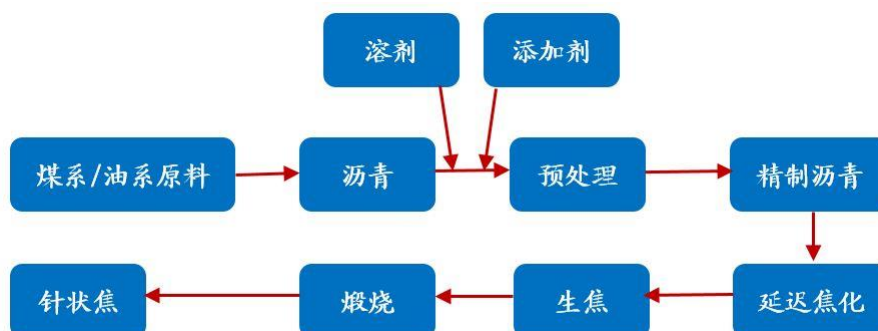 溶剂
添加剂
煤系/油系原料
沥青
预处理
精制沥青
延迟焦化
生焦
煅烧
针状焦